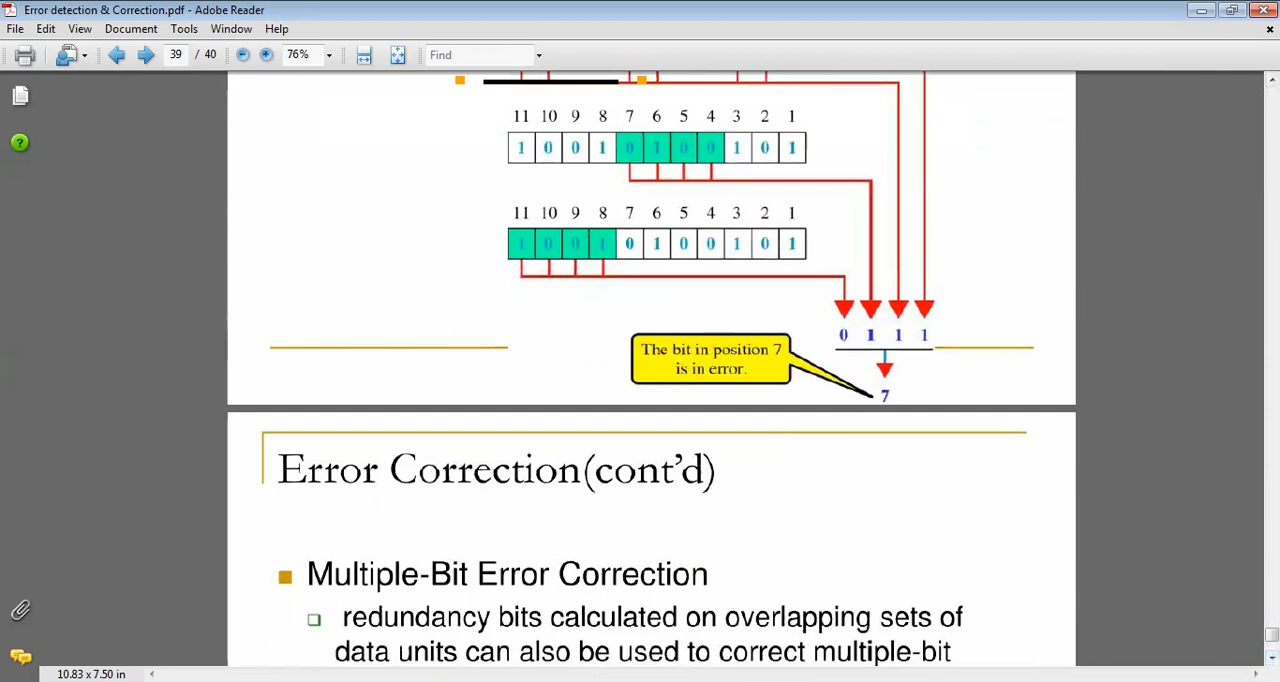 Error detection & Correction.pdf - Adobe Reader
File Edit View Document Tools Window Help
39 / 40 76% Find
11 10 9 8 7 6 5 4 3 2 1
1 0 0 1 0 1 0 0 1 0 1
11 10 9 8 7 6 5 4 3 2 1
1 0 0 1 0 1 0 0 1 0 1
0 1 1 1
The bit in position 7
is in error.
7
Error Correction(cont’d)
Multiple-Bit Error Correction
redundancy bits calculated on overlapping sets of
data units can also be used to correct multiple-bit
10.83 x 7.50 in